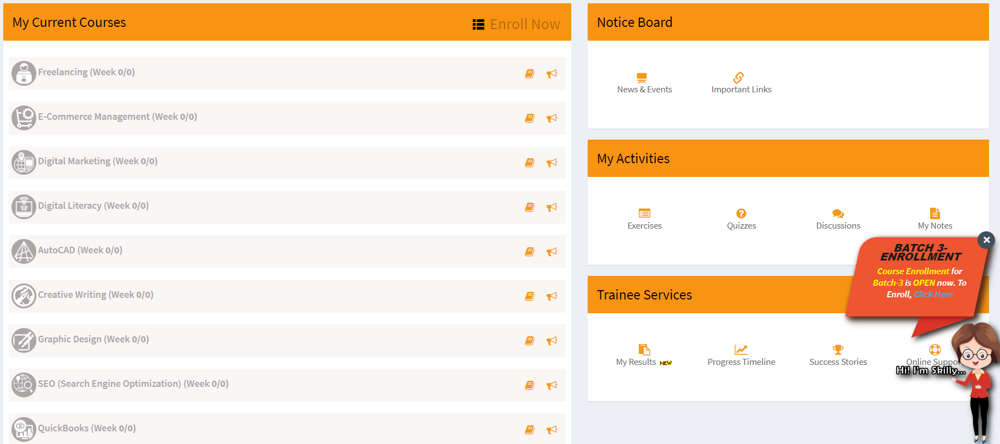 My Current Courses
Enroll Now
Freelancing (Week 0/0)
E-Commerce Management (Week 0/0)
Digital Marketing (Week 0/0)
Digital Literacy (Week 0/0)
AutoCAD (Week 0/0)
Creative Writing (Week 0/0)
Graphic Design (Week 0/0)
SEO (Search Engine Optimization) (Week 0/0)
QuickBooks (Week 0/0)
Notice Board
News & Events
Important Links
My Activities
Exercises
Quizzes
Discussions
My Notes
BATCH 3-
ENROLLMENT
Course Enrollment for
Batch-3 is OPEN now. To
Enroll, Click Here
Trainee Services
My Results NEW
Progress Timeline
Success Stories
Online Suppo
Hi! I'm Skilly...